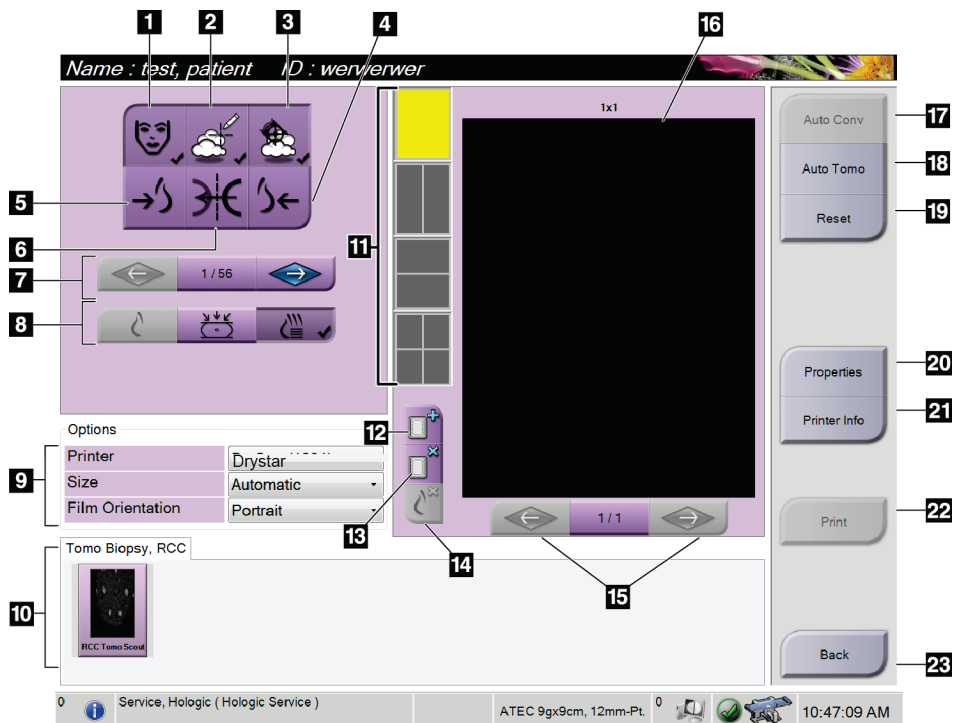 1
2
3
4
16
Name : test, patient ID : werwerwer
1x1
17
Auto Conv
18
Auto Tomo
19
Reset
5
6
11
7
1 / 56
8
20
Properties
21
Printer Info
12
Options
9
Printer
Drystar
Size
Automatic
Film Orientation
Portrait
13
14
1 / 1
15
22
Print
10
Tomo Biopsy, RCC
RCC Tomo Scout
Back
23
0
Service, Hologic ( Hologic Service )
ATEC 9gx9cm, 12mm-Pt.
0
10:47:09 AM